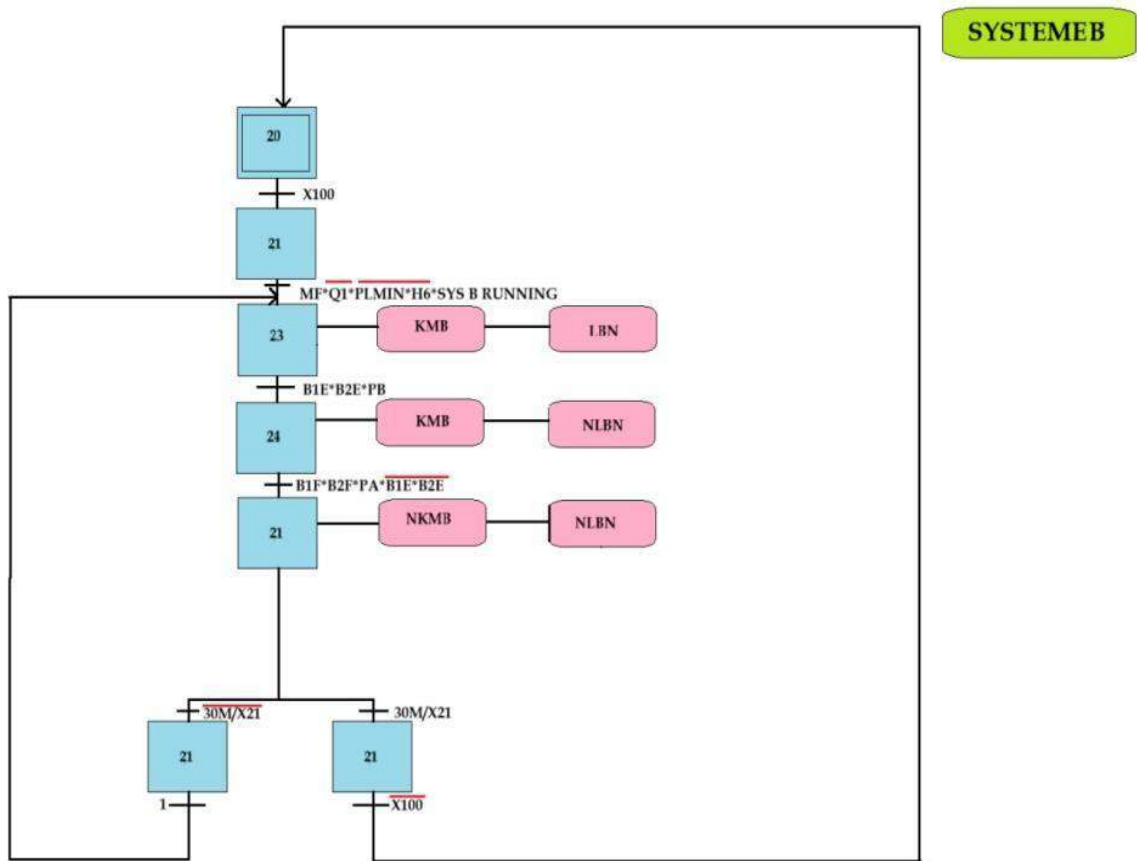 SYSTEMEB
20
X100
21
MF*Q1*PLMIN*H6*SYS B RUNNING
23
KMB
LBN
B1E*B2E*PB
24
KMB
NLBN
B1F*B2F*PA*B1E*B2E
21
NKMB
NLBN
30M/X21
30M/X21
21
21
1
X100